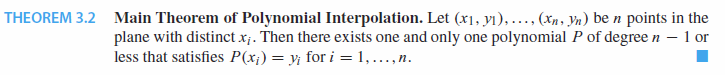 THEOREM 3.2 Main Theorem of Polynomial Interpolation. Let (x₁, y₁), . . . , (xₙ, yₙ) be n points in the
plane with distinct xᵢ. Then there exists one and only one polynomial P of degree n − 1 or
less that satisfies P(xᵢ) = yᵢ for i = 1, . . . , n.